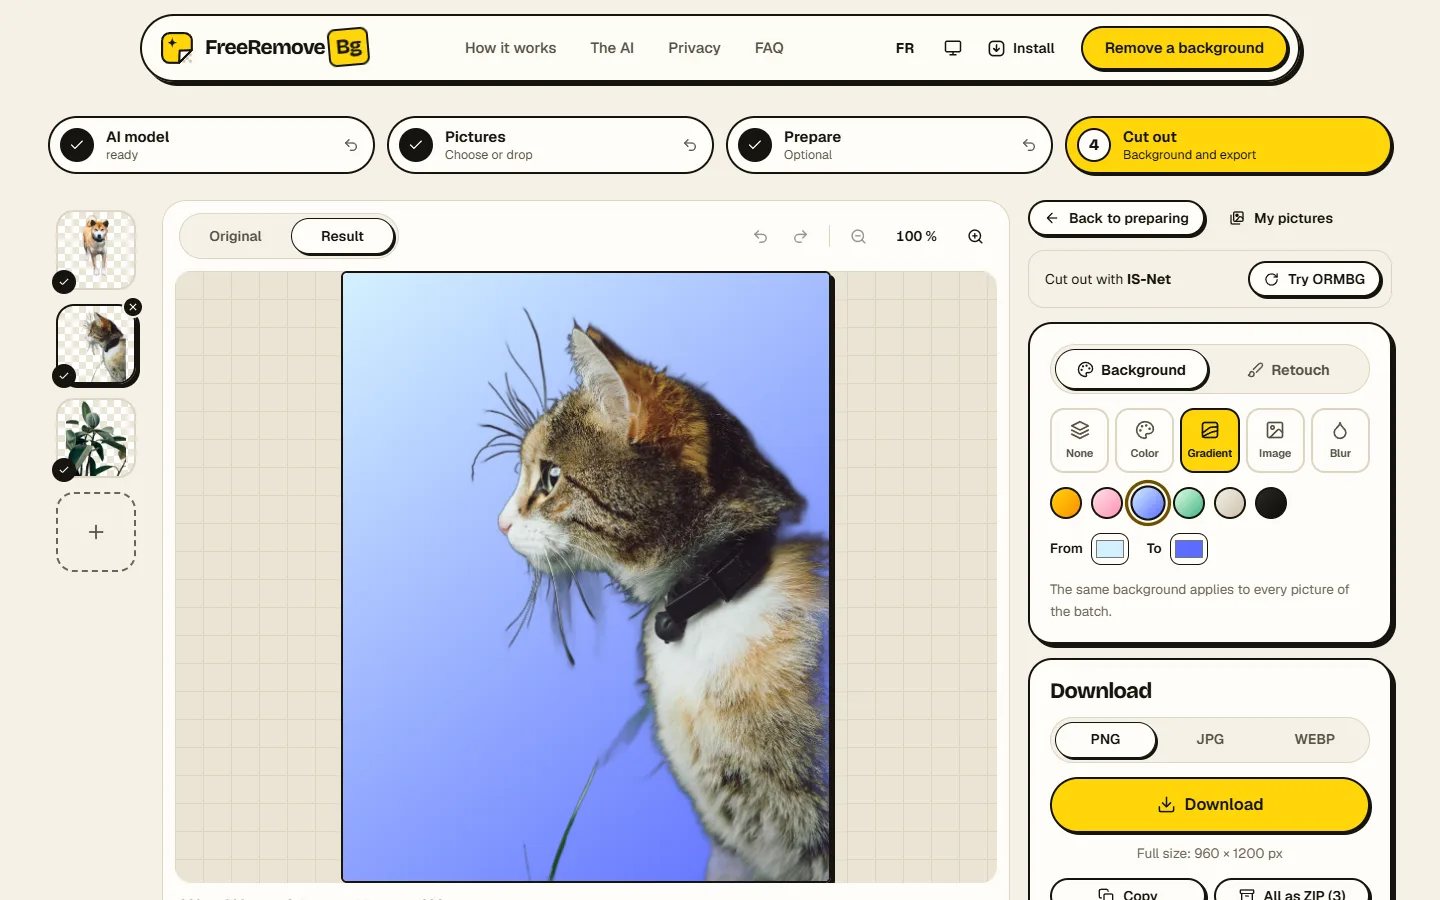 FreeRemove Bg
How it works
The AI
Privacy
FAQ
FR
Install
Remove a background
AI model
ready
Pictures
Choose or drop
Prepare
Optional
4
Cut out
Background and export
Original
Result
100 %
Back to preparing
My pictures
Cut out with IS-Net
Try ORMBG
Background
Retouch
None
Color
Gradient
Image
Blur
From
To
The same background applies to every picture of
the batch.
Download
PNG
JPG
WEBP
Download
Full size: 960 × 1200 px
Copy
All as ZIP (3)